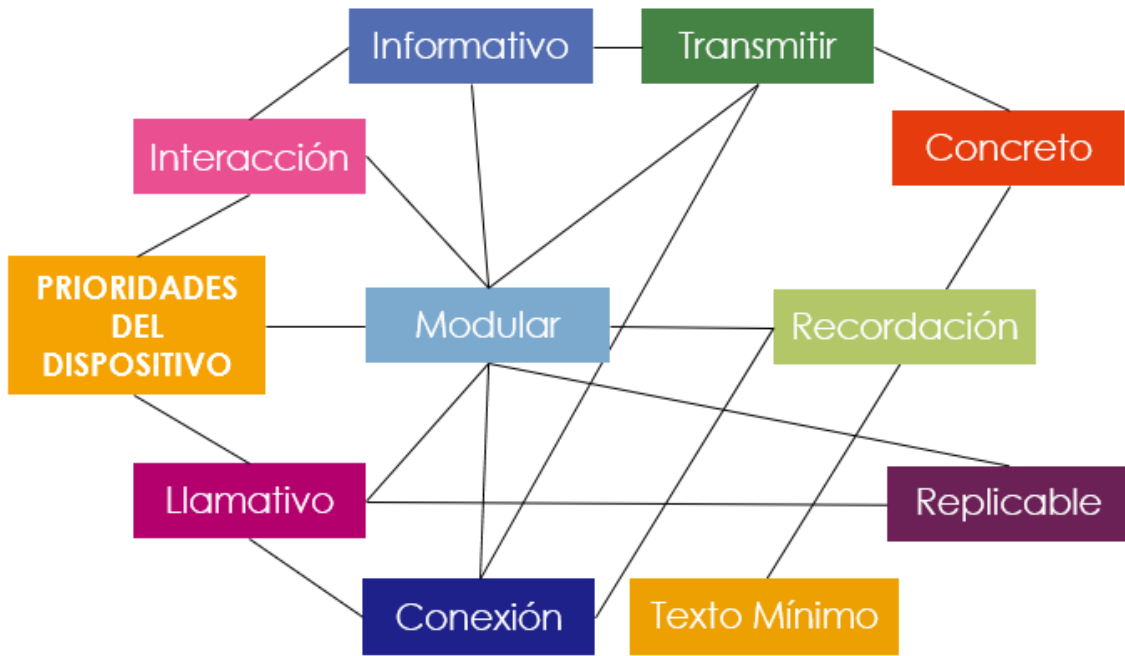 Informativo
Transmitir
Concreto
Interacción
PRIORIDADES
DEL
DISPOSITIVO
Modular
Recordación
Llamativo
Replicable
Conexión
Texto Mínimo